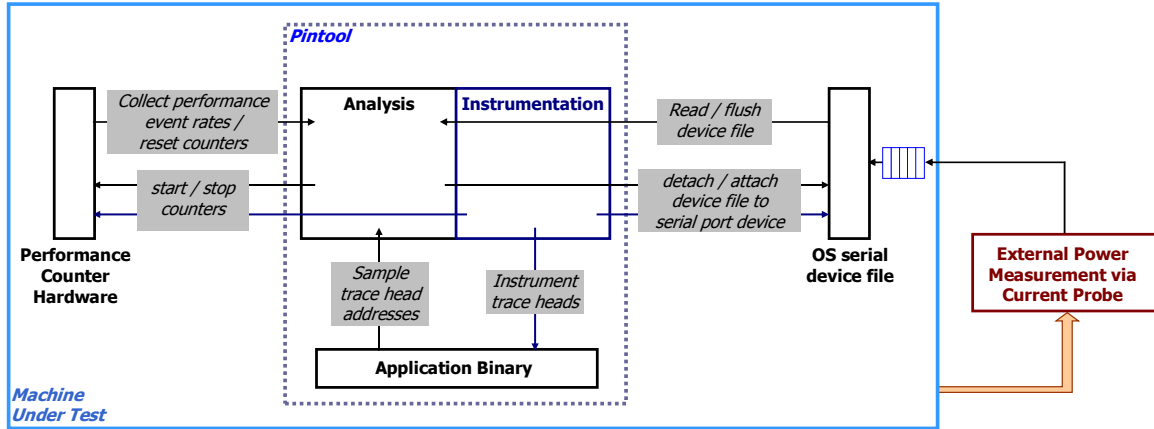 Pintool
Collect performance
event rates /
reset counters
Analysis
Instrumentation
Read / flush
device file
start / stop
counters
detach / attach
device file to
serial port device
Performance
Counter
Hardware
Sample
trace head
addresses
Instrument
trace heads
OS serial
device file
External Power
Measurement via
Current Probe
Application Binary
Machine
Under Test